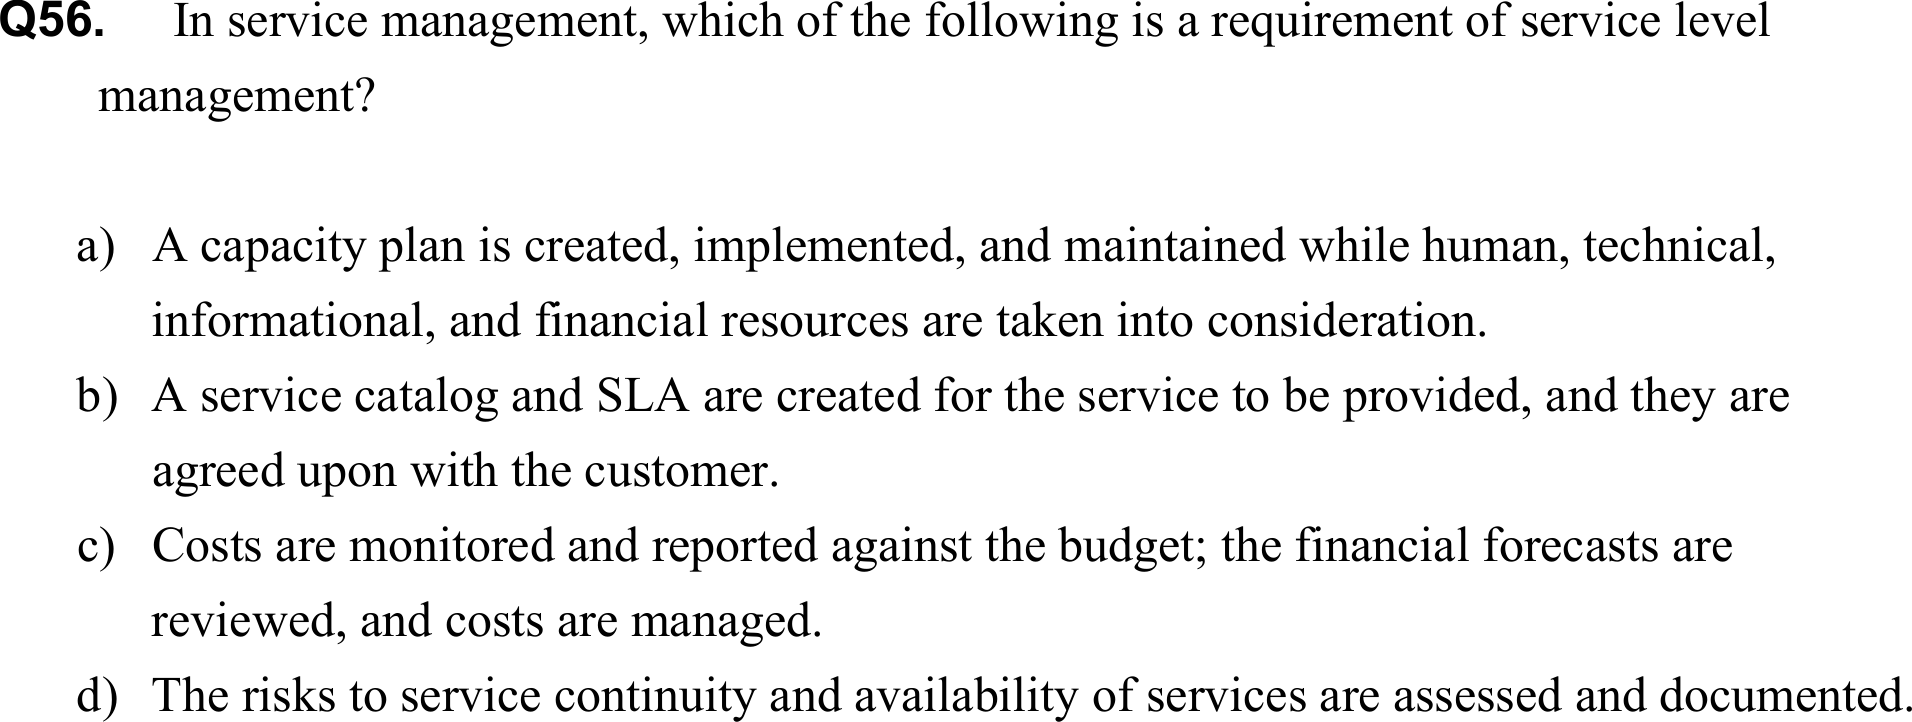 Q56. In service management, which of the following is a requirement of service level
management?
a) A capacity plan is created, implemented, and maintained while human, technical,
informational, and financial resources are taken into consideration.
b) A service catalog and SLA are created for the service to be provided, and they are
agreed upon with the customer.
c) Costs are monitored and reported against the budget; the financial forecasts are
reviewed, and costs are managed.
d) The risks to service continuity and availability of services are assessed and documented.